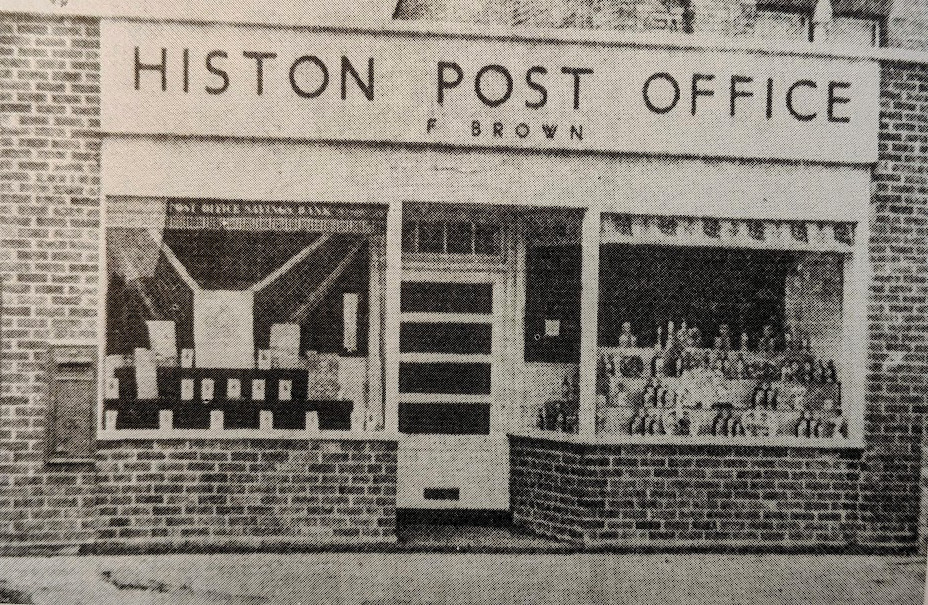 HISTON POST OFFICE
F BROWN
POST OFFICE SAVINGS BANK